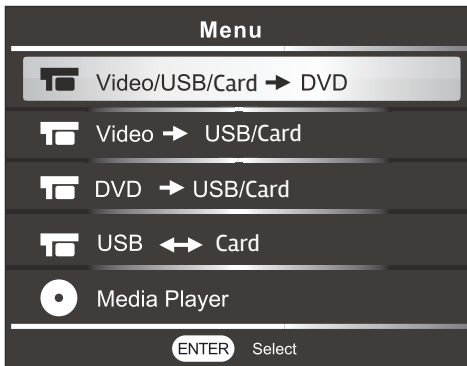 Menu
Video/USB/Card → DVD
Video → USB/Card
DVD → USB/Card
USB ↔ Card
Media Player
ENTER Select